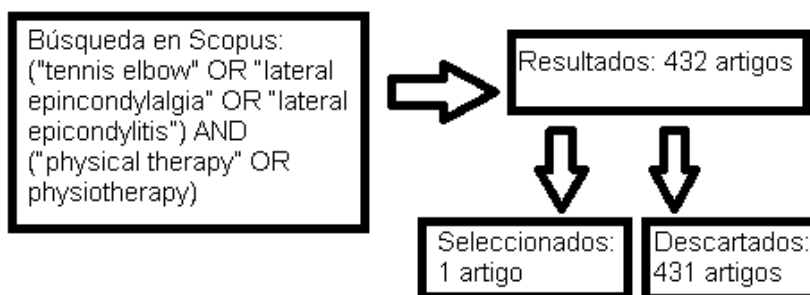 Búsqueda en Scopus:
("tennis elbow" OR "lateral
epincondylalgia" OR "lateral
epicondylitis") AND
("physical therapy" OR
physiotherapy)
Resultados: 432 artigos
Seleccionados:
1 artigo
Descartados:
431 artigos